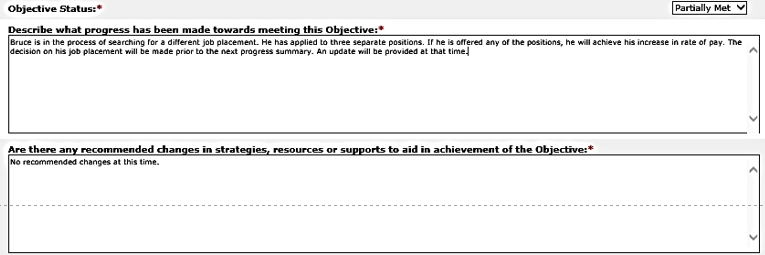 Objective Status:* Partially Met
Describe what progress has been made towards meeting this Objective:*
Bruce is in the process of searching for a different job placement. He has applied to three separate positions. If he is offered any of the positions, he will achieve his increase in rate of pay. The
decision on his job placement will be made prior to the next progress summary. An update will be provided at that time.
Are there any recommended changes in strategies, resources or supports to aid in achievement of the Objective:*
No recommended changes at this time.